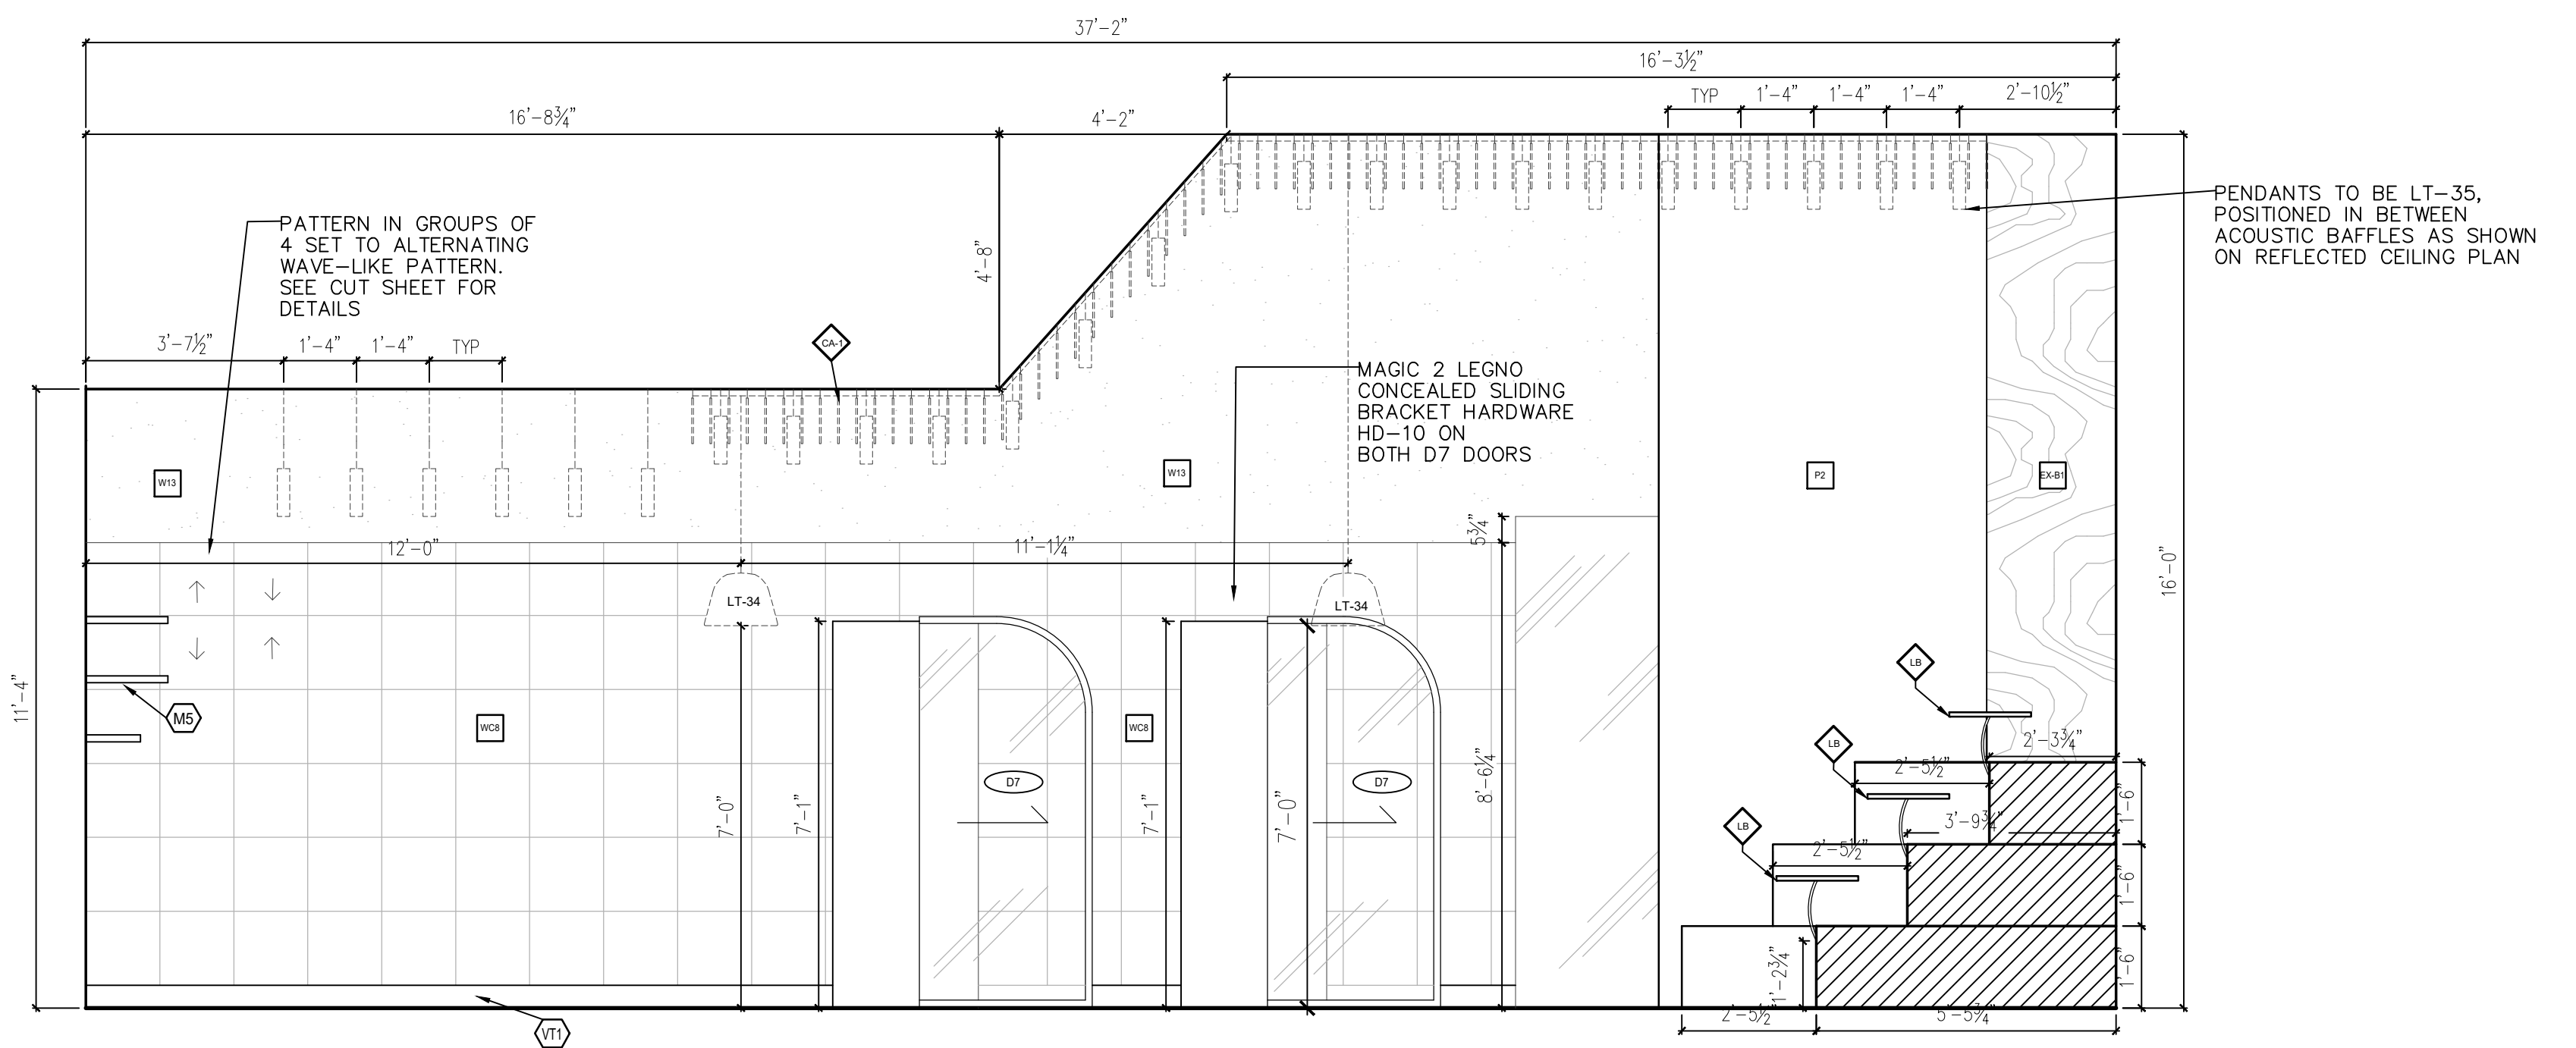 37'-2"
16'-3½"
16'-8¾"
4'-2"
TYP
1'-4"
1'-4"
1'-4"
2'-10½"
PATTERN IN GROUPS OF
4 SET TO ALTERNATING
WAVE-LIKE PATTERN.
SEE CUT SHEET FOR
DETAILS
PENDANTS TO BE LT-35,
POSITIONED IN BETWEEN
ACOUSTIC BAFFLES AS SHOWN
ON REFLECTED CEILING PLAN
4'-8"
3'-7½"
1'-4"
1'-4"
TYP
CA-1
MAGIC 2 LEGNO
CONCEALED SLIDING
BRACKET HARDWARE
HD-10 ON
BOTH D7 DOORS
W13
W13
P2
EX-B1
5¾"
12'-0"
11'-1¼"
16'-0"
LT-34
LT-34
11'-4"
M5
WC8
WC8
LB
LB
LB
2'-3¾"
2'-5½"
D7
D7
8'-6¼"
7'-0"
7'-1"
7'-1"
7'-0"
1'-6"
3'-9¾"
2'-5½"
1'-6"
1'-6"
1'-2¾"
2'-5½
5'-5¾"
VT1